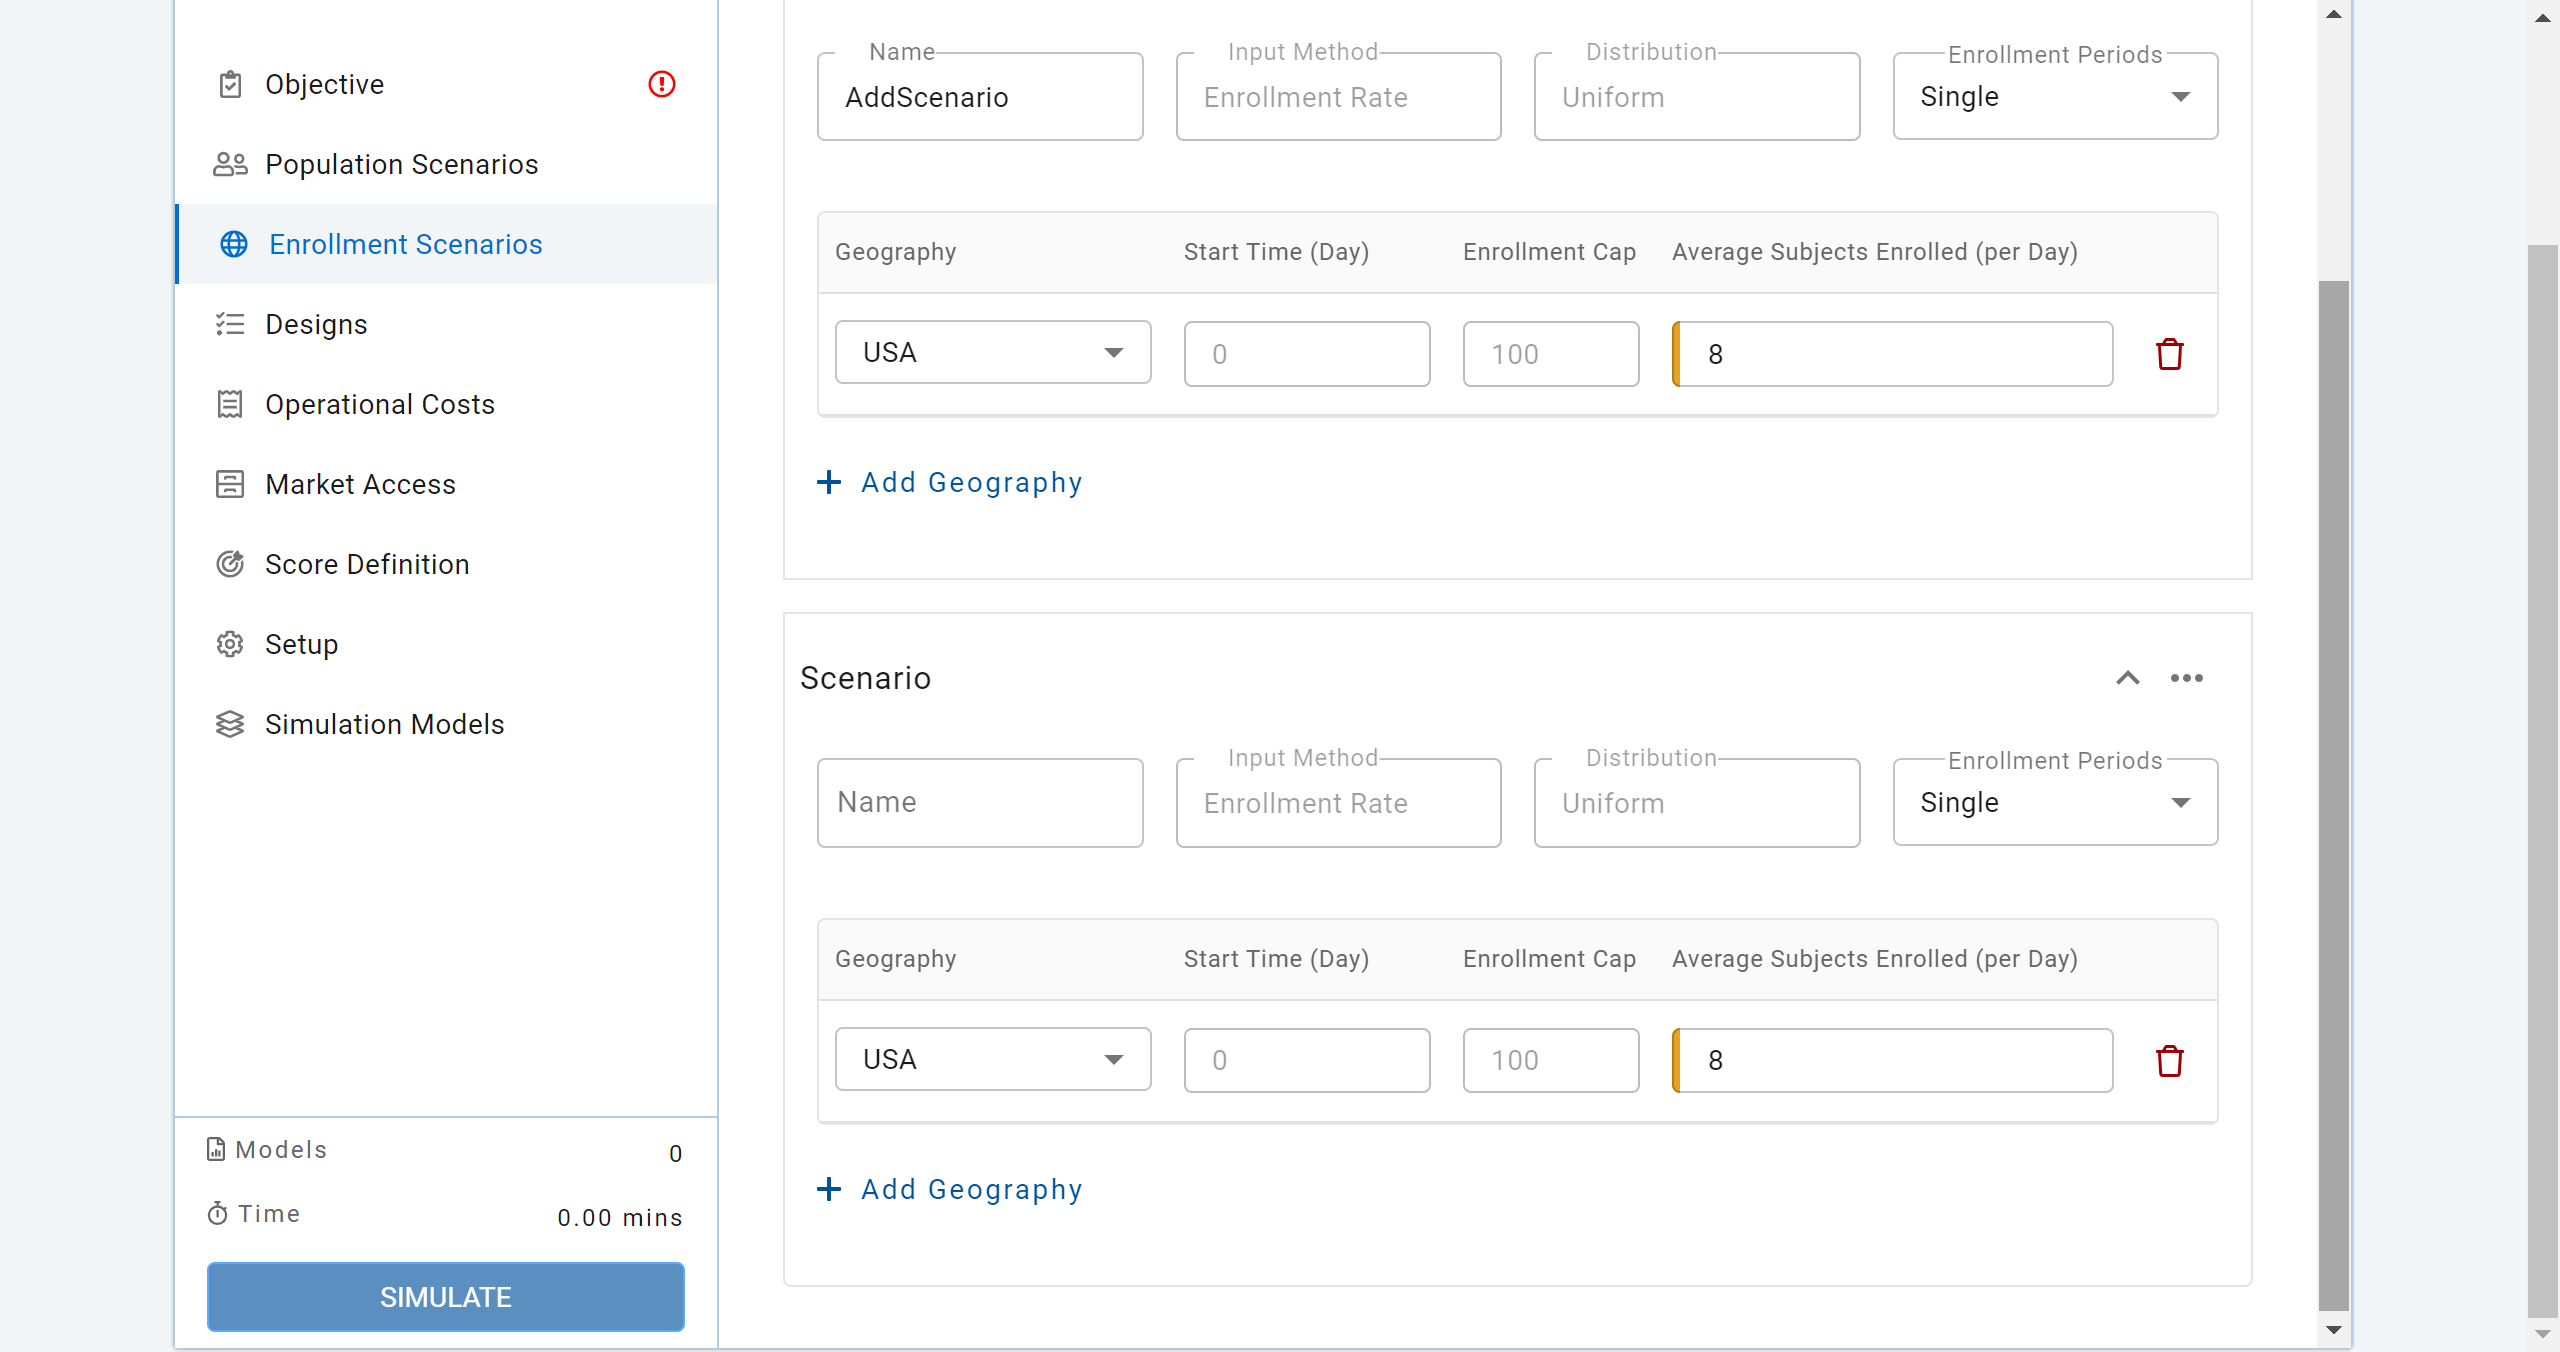 Objective
Population Scenarios
Enrollment Scenarios
Designs
Operational Costs
Market Access
Score Definition
Setup
Simulation Models
Models 0
Time 0.00 mins
SIMULATE
Name Input Method Distribution Enrollment Periods
AddScenario Enrollment Rate Uniform Single
Geography Start Time (Day) Enrollment Cap Average Subjects Enrolled (per Day)
USA 0 100 8
Add Geography
Scenario
Input Method Distribution Enrollment Periods
Name Enrollment Rate Uniform Single
Geography Start Time (Day) Enrollment Cap Average Subjects Enrolled (per Day)
USA 0 100 8
Add Geography